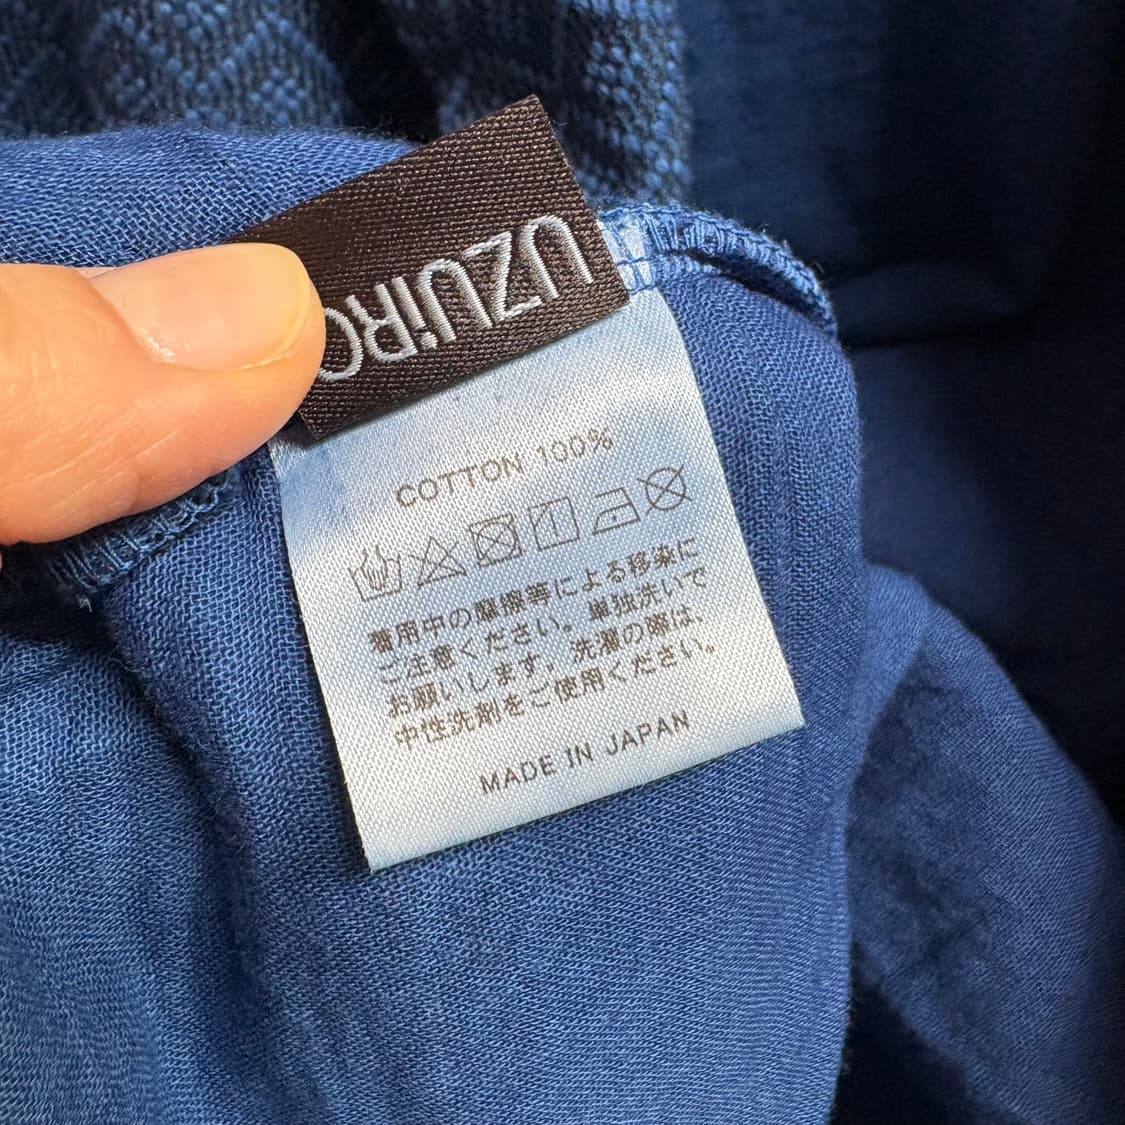 UZUiRO
COTTON 100%
着用中の摩擦等による移染に
ご注意ください。単独洗いで
お願いします。洗濯の際は、
中性洗剤をご使用ください。
MADE IN JAPAN